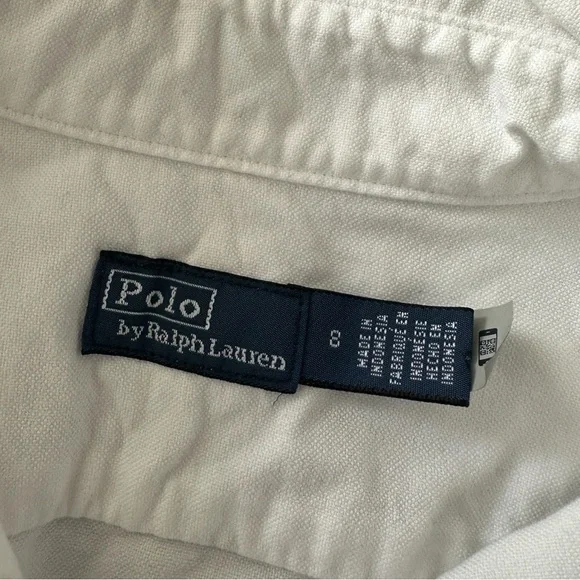 Polo
by Ralph Lauren
8
MADE IN
INDONESIA
FABRIQUÉ EN
INDONÉSIE
HECHO EN
INDONESIA